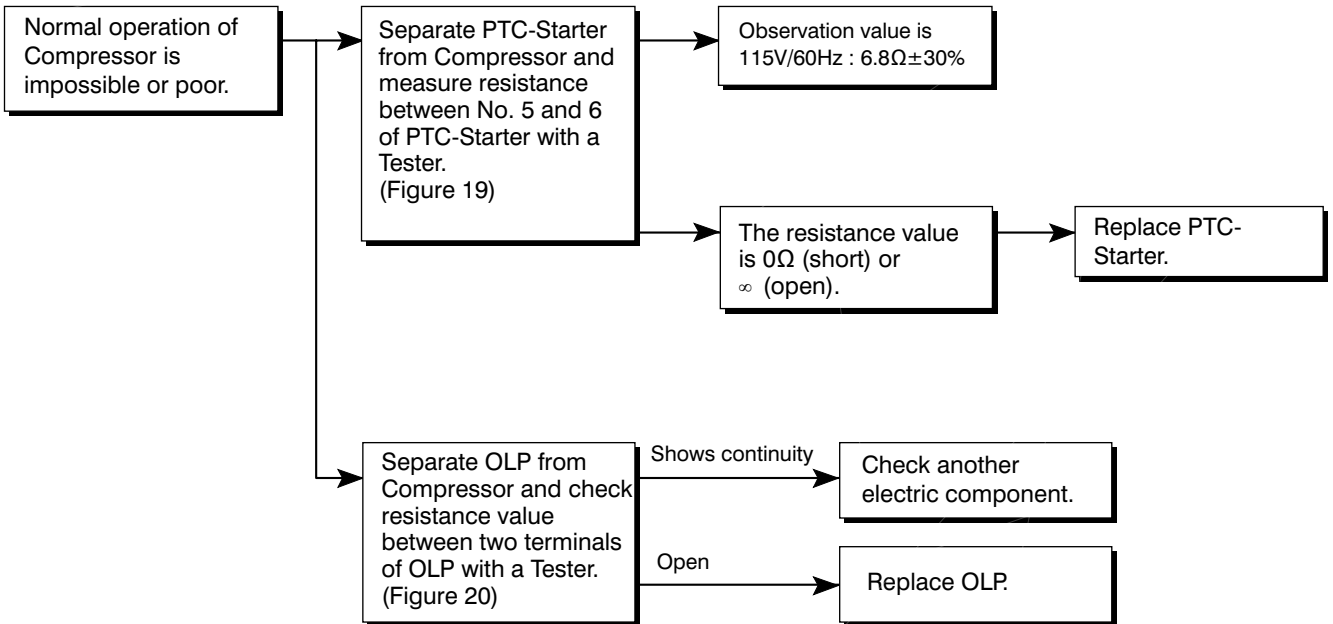 Normal operation of
Compressor is
impossible or poor.
Separate PTC-Starter
from Compressor and
measure resistance
between No. 5 and 6
of PTC-Starter with a
Tester.
(Figure 19)
Observation value is
115V/60Hz : 6.8Ω±30%
The resistance value
is 0Ω (short) or
∞ (open).
Replace PTC-
Starter.
Separate OLP from
Compressor and check
resistance value
between two terminals
of OLP with a Tester.
(Figure 20)
Shows continuity
Check another
electric component.
Open
Replace OLP.